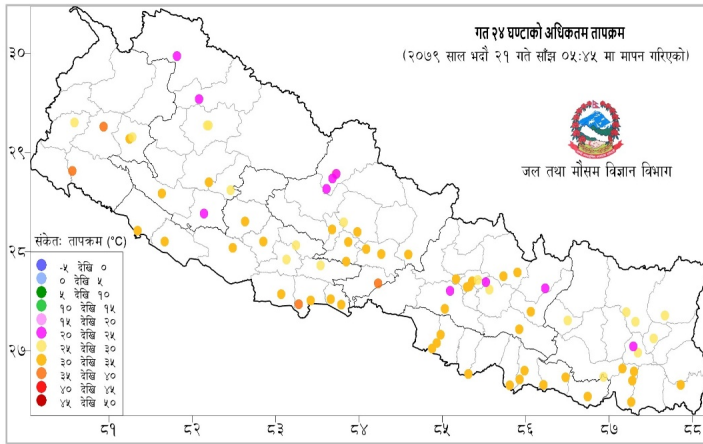 गत २४ घण्टाको अधिकतम तापक्रम
(२०७९ साल भदौ २१ गते साँझ ०५:४५ मा मापन गरिएको)
जल तथा मौसम विज्ञान विभाग
३०
२९
२८
२७
संकेतः तापक्रम (°C)
-५ देखि ०
० देखि ५
५ देखि १०
१० देखि १५
१५ देखि २०
२० देखि २५
२५ देखि ३०
३० देखि ३५
३५ देखि ४०
४० देखि ४५
४५ देखि ५०
८१ ८२ ८३ ८४ ८५ ८६ ८७ ८८